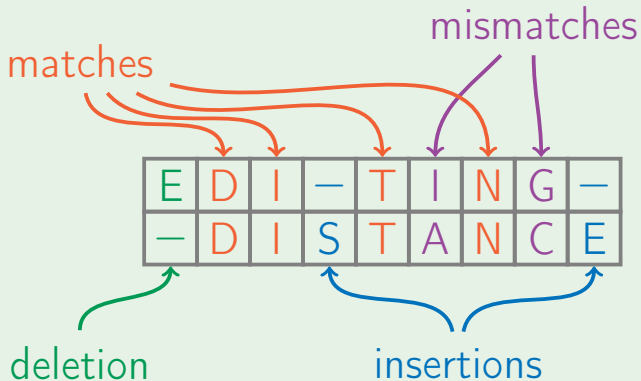 mismatches
matches
E D I – T I N G –
– D I S T A N C E
deletion insertions